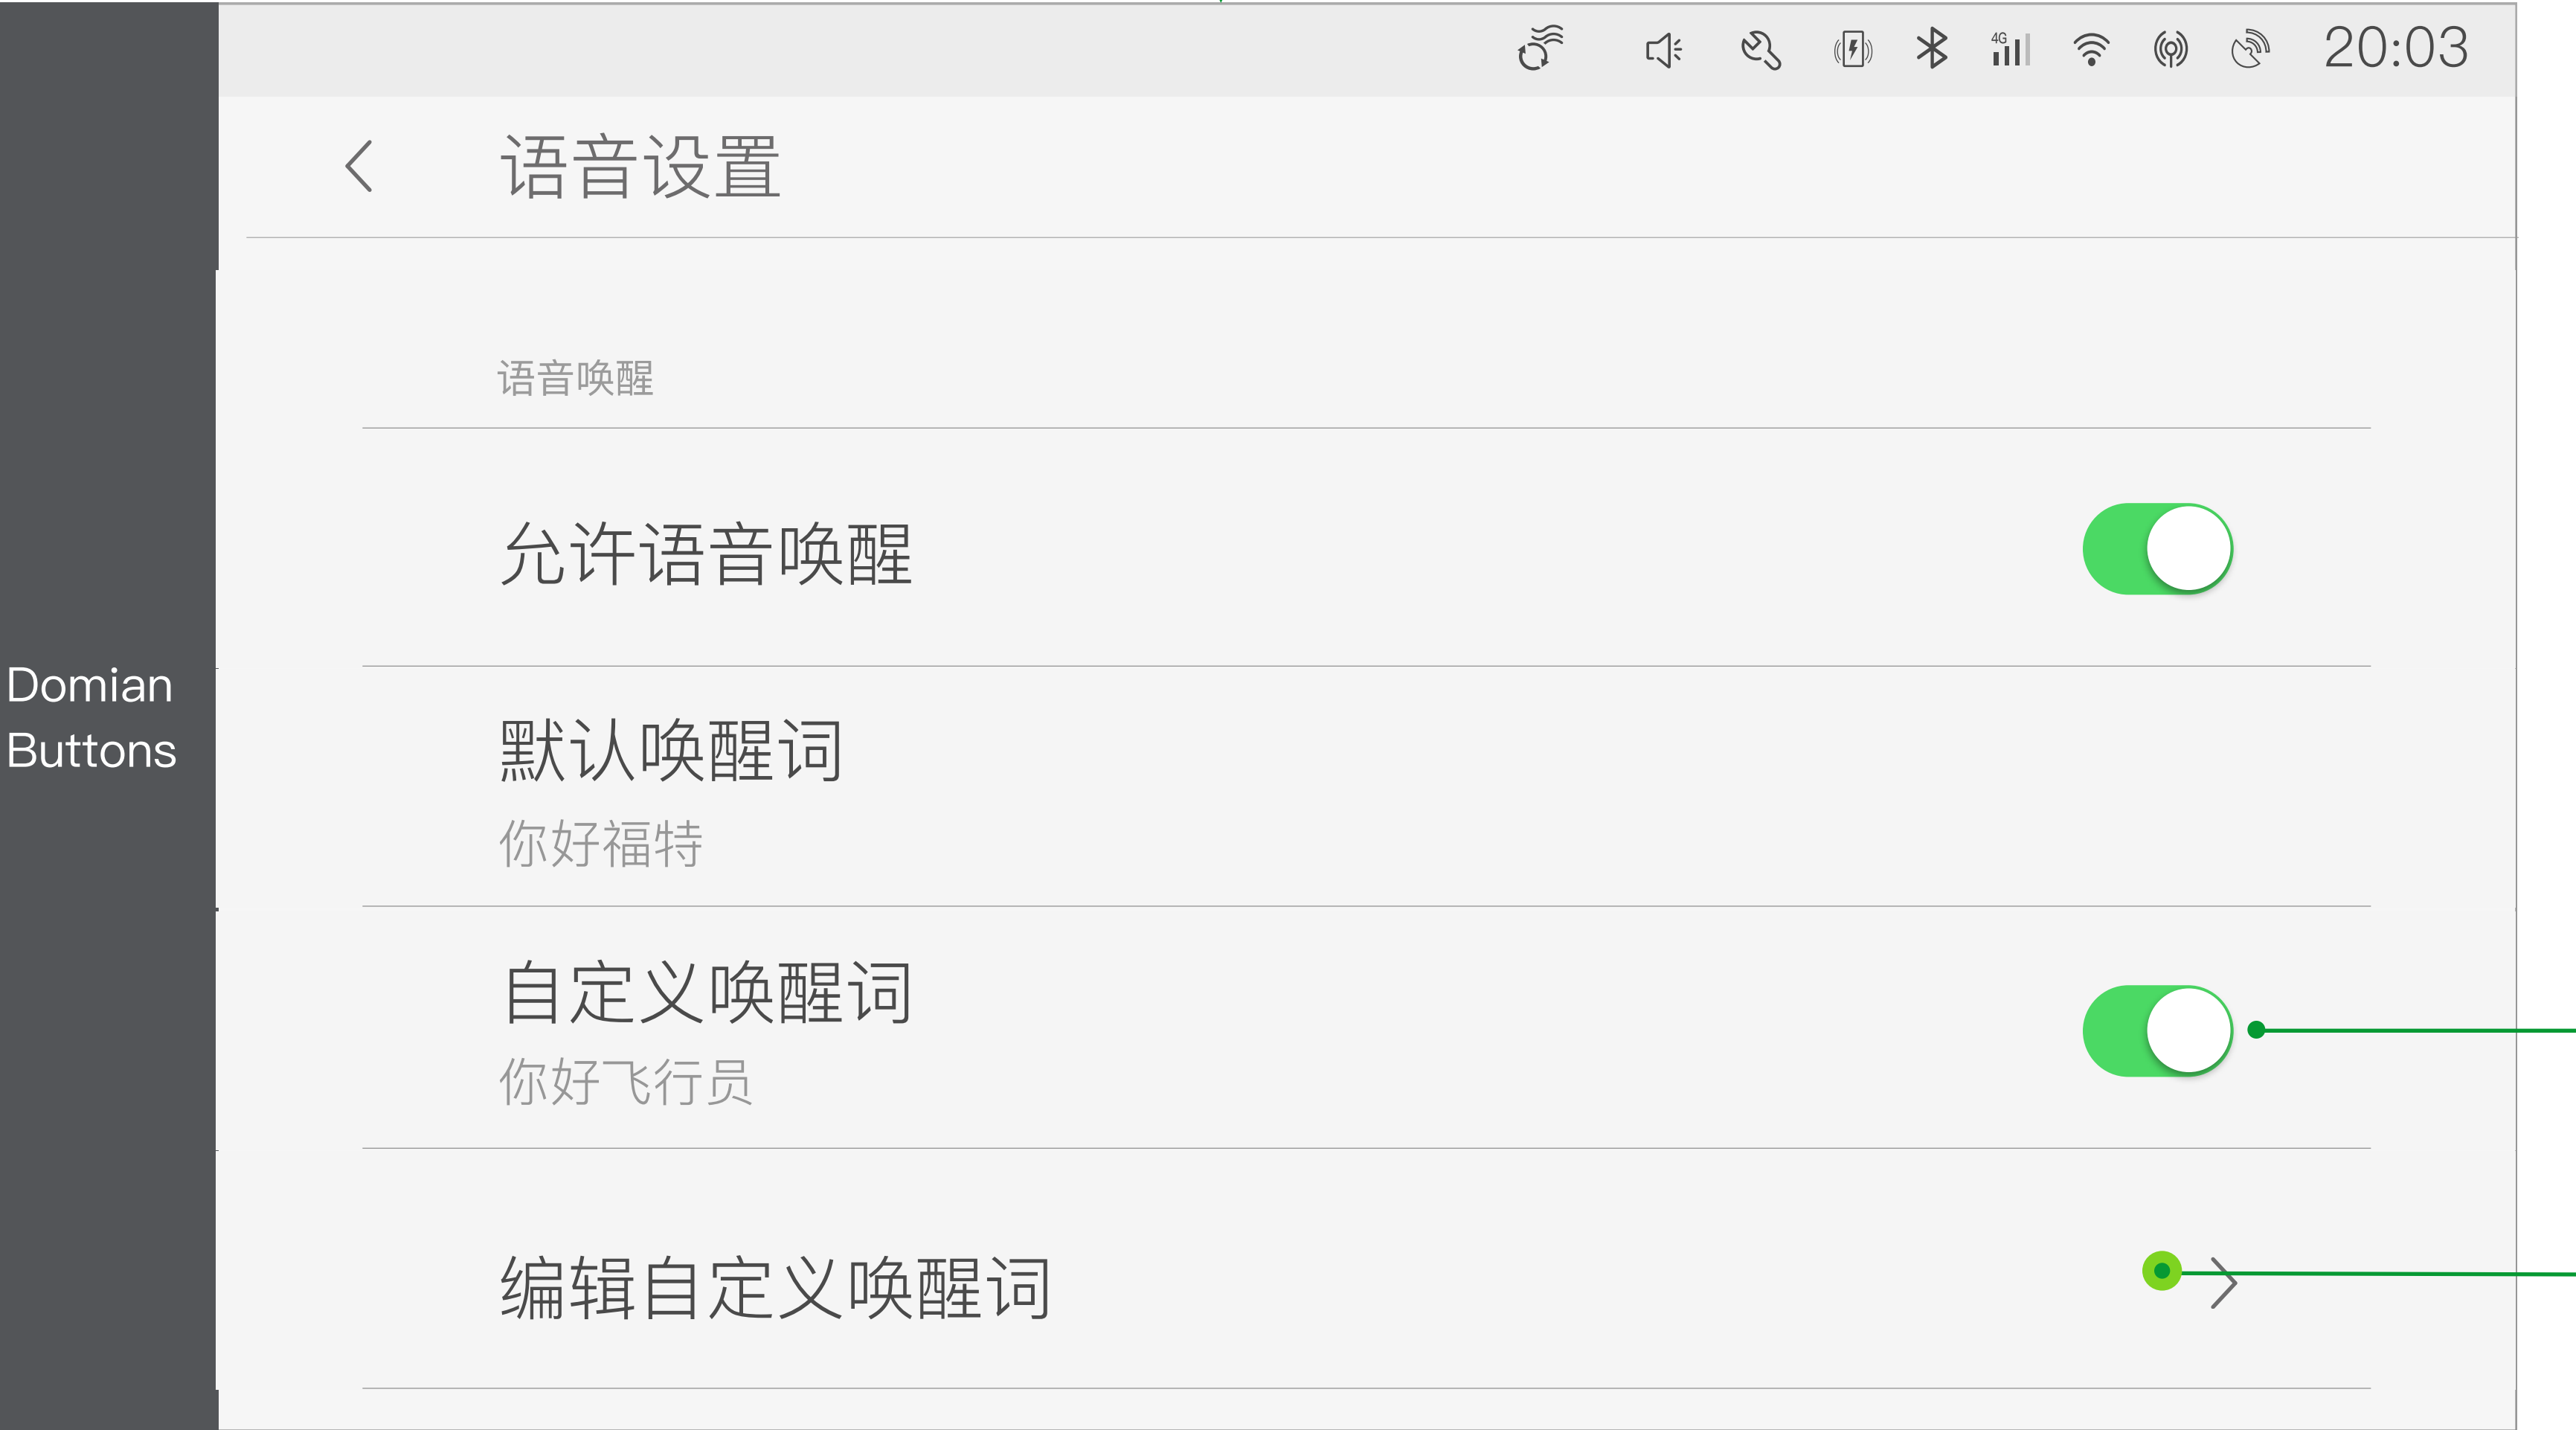 4G
20:03
语音设置
语音唤醒
允许语音唤醒
Domian
Buttons
默认唤醒词
你好福特
自定义唤醒词
你好飞行员
编辑自定义唤醒词